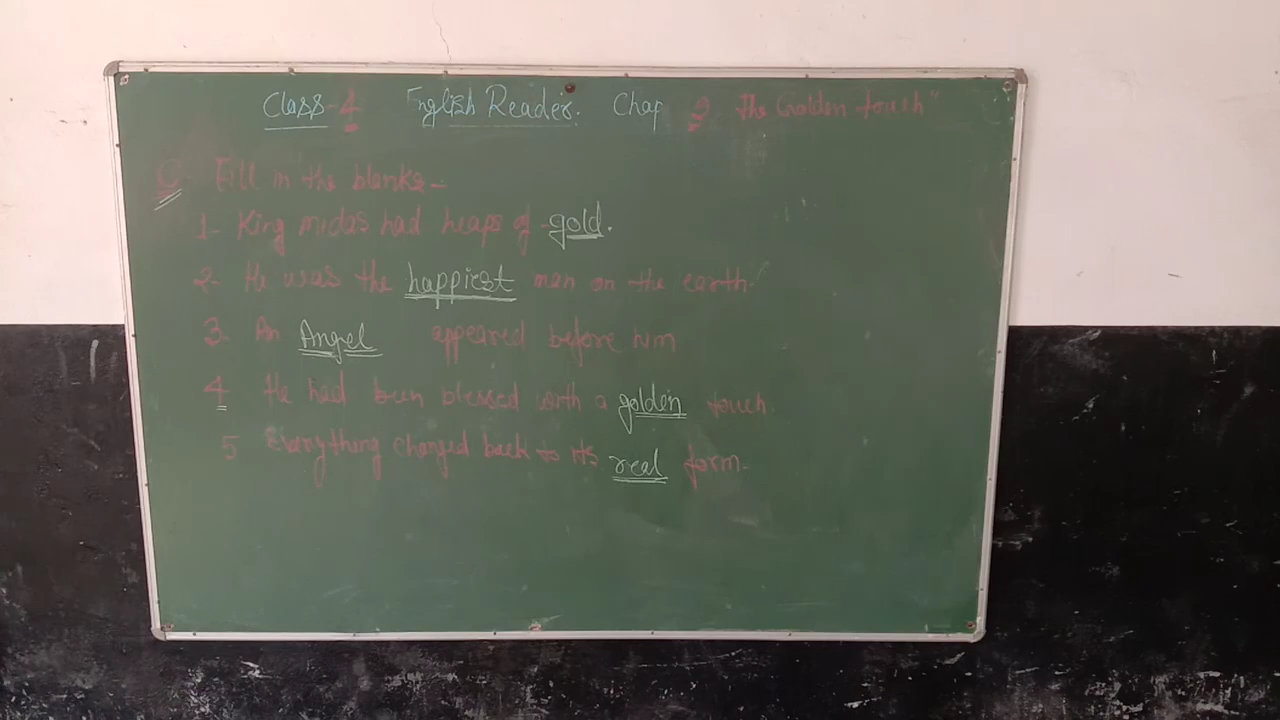 Class-4 English Reader. Chap 2 The Golden touch"
Q Fill in the blanks-
1- King midas had heaps of -gold.
2- He was the happiest man on the earth.
3- An Angel appeared before him
4 He had been blessed with a golden touch.
5 Everything changed back to its real form.